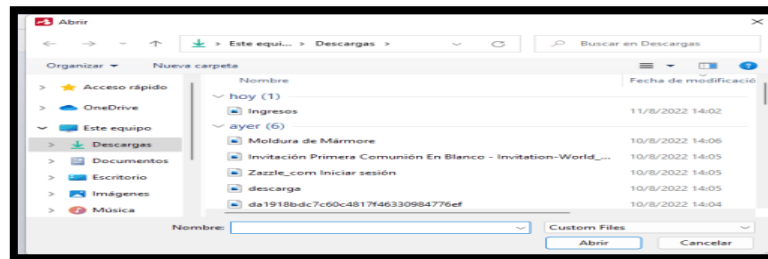 Abrir
Este equi... > Descargas >
Buscar en Descargas
Organizar
Nueva carpeta
Nombre
Fecha de modificació
Acceso rápido
OneDrive
Este equipo
Descargas
Documentos
Escritorio
Imágenes
Música
hoy (1)
Ingresos 11/8/2022 14:02
ayer (6)
Moldura de Mármore 10/8/2022 14:06
Invitación Primera Comunión En Blanco - Invitation-World_... 10/8/2022 14:05
Zazzle_com Iniciar sesión 10/8/2022 14:05
descarga 10/8/2022 14:05
da1918bdc7c60c4817f46330984776ef 10/8/2022 14:04
Nombre:
Custom Files
Abrir
Cancelar